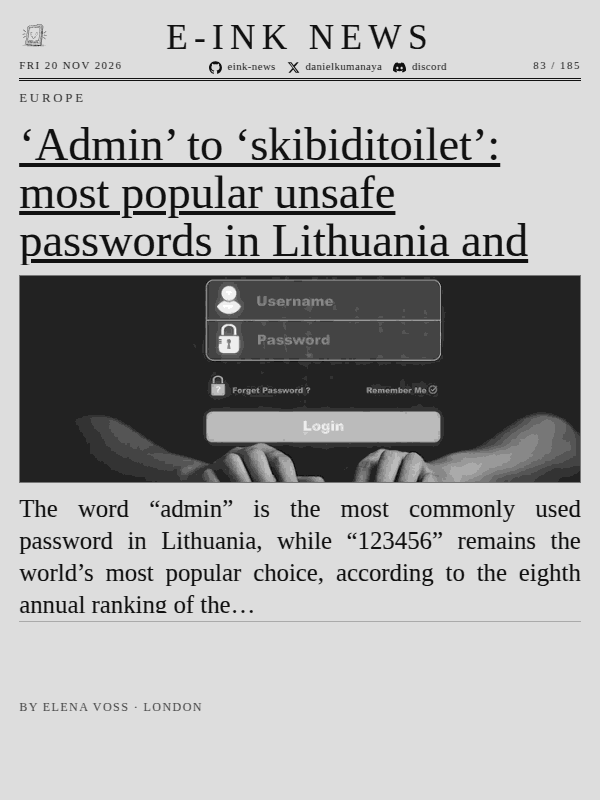 E-INK NEWS
FRI 20 NOV 2026
eink-news danielkumanaya discord
83 / 185
EUROPE
‘Admin’ to ‘skibiditoilet’:
most popular unsafe
passwords in Lithuania and
Username
Password
Forget Password ?
Remember Me
Login
The word “admin” is the most commonly used
password in Lithuania, while “123456” remains the
world’s most popular choice, according to the eighth
annual ranking of the…
BY ELENA VOSS · LONDON